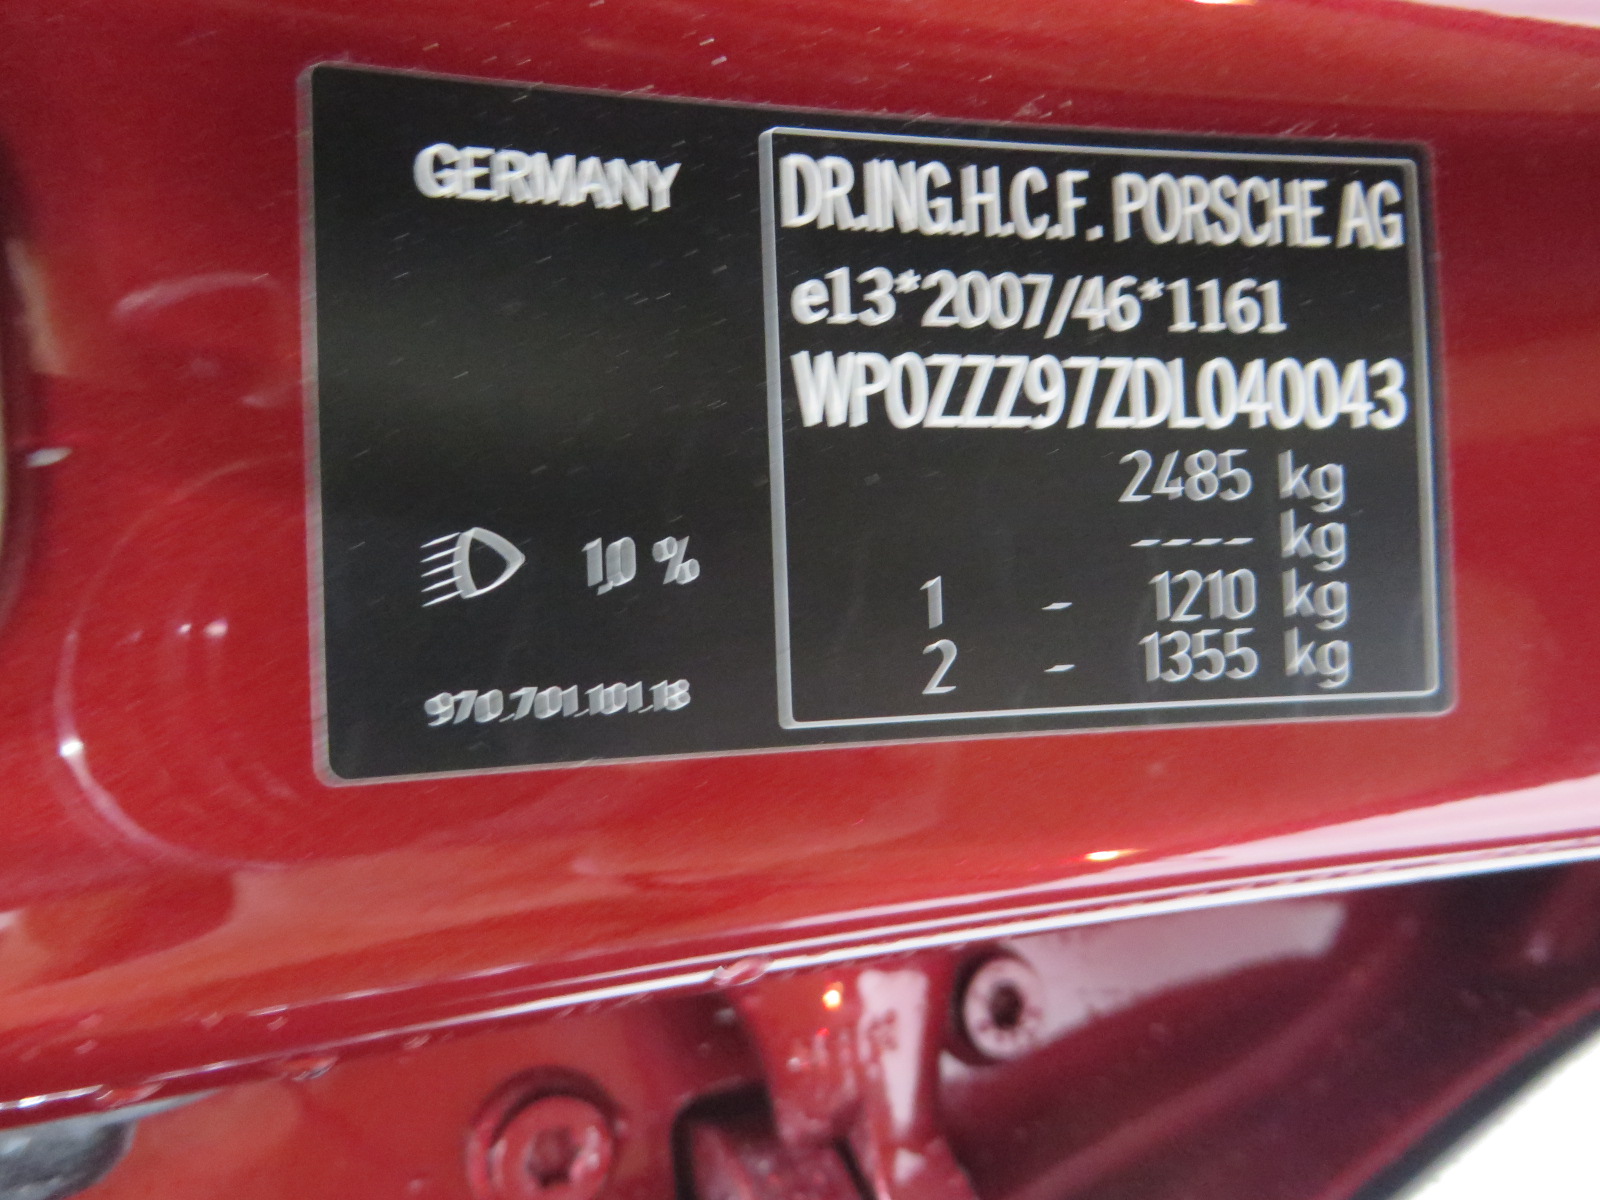 GERMANY
1,0 %
970.701.101.18
DR.ING.H.C.F. PORSCHE AG
e13*2007/46*1161
WP0ZZZ97ZDL040043
2485 kg
---- kg
1 - 1210 kg
2 - 1355 kg